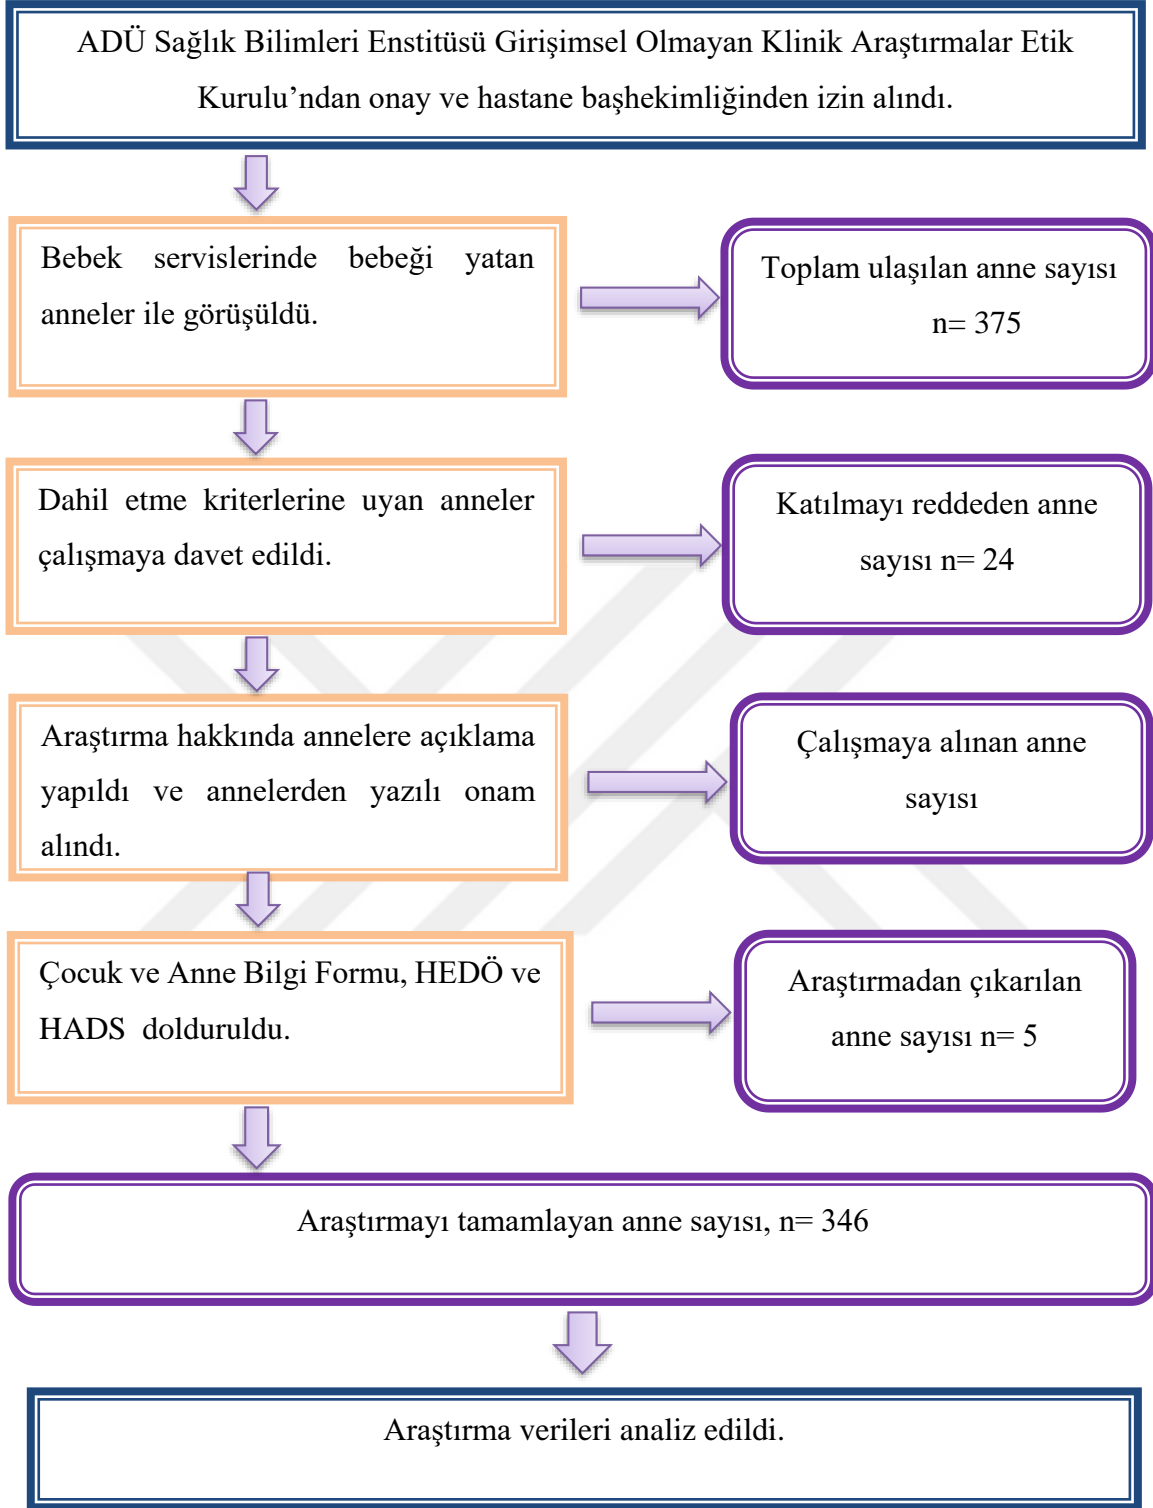 ADÜ Sağlık Bilimleri Enstitüsü Girişimsel Olmayan Klinik Araştırmalar Etik
Kurulu’ndan onay ve hastane başhekimliğinden izin alındı.
Bebek servislerinde bebeği yatan
anneler ile görüşüldü.
Toplam ulaşılan anne sayısı
n= 375
Dahil etme kriterlerine uyan anneler
çalışmaya davet edildi.
Katılmayı reddeden anne
sayısı n= 24
Araştırma hakkında annelere açıklama
yapıldı ve annelerden yazılı onam
alındı.
Çalışmaya alınan anne
sayısı
Çocuk ve Anne Bilgi Formu, HEDÖ ve
HADS dolduruldu.
Araştırmadan çıkarılan
anne sayısı n= 5
Araştırmayı tamamlayan anne sayısı, n= 346
Araştırma verileri analiz edildi.